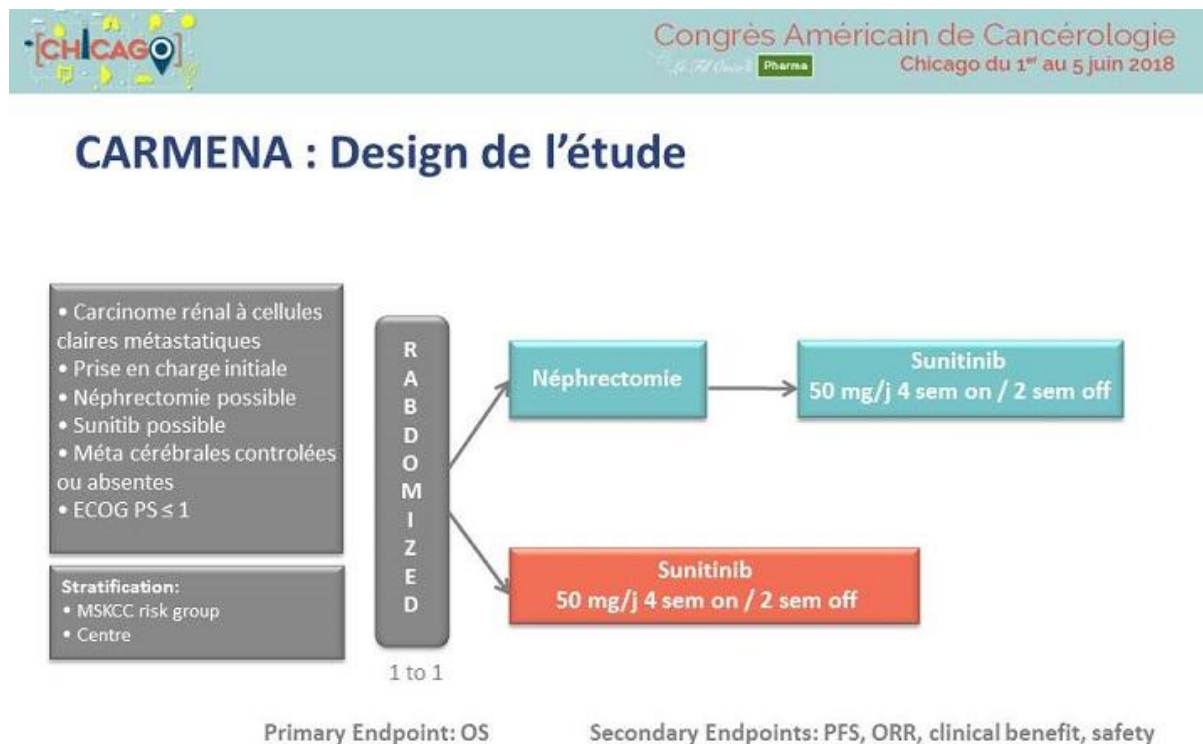 [CHICAGO]
Congrès Américain de Cancérologie
Pharma
Chicago du 1er au 5 juin 2018
CARMENA : Design de l'étude
• Carcinome rénal à cellules
claires métastatiques
• Prise en charge initiale
• Néphrectomie possible
• Sunitib possible
• Méta cérébrales controlées
ou absentes
• ECOG PS ≤ 1
Stratification:
• MSKCC risk group
• Centre
R
A
B
D
O
M
I
Z
E
D
1 to 1
Néphrectomie
Sunitinib
50 mg/j 4 sem on / 2 sem off
Sunitinib
50 mg/j 4 sem on / 2 sem off
Primary Endpoint: OS
Secondary Endpoints: PFS, ORR, clinical benefit, safety